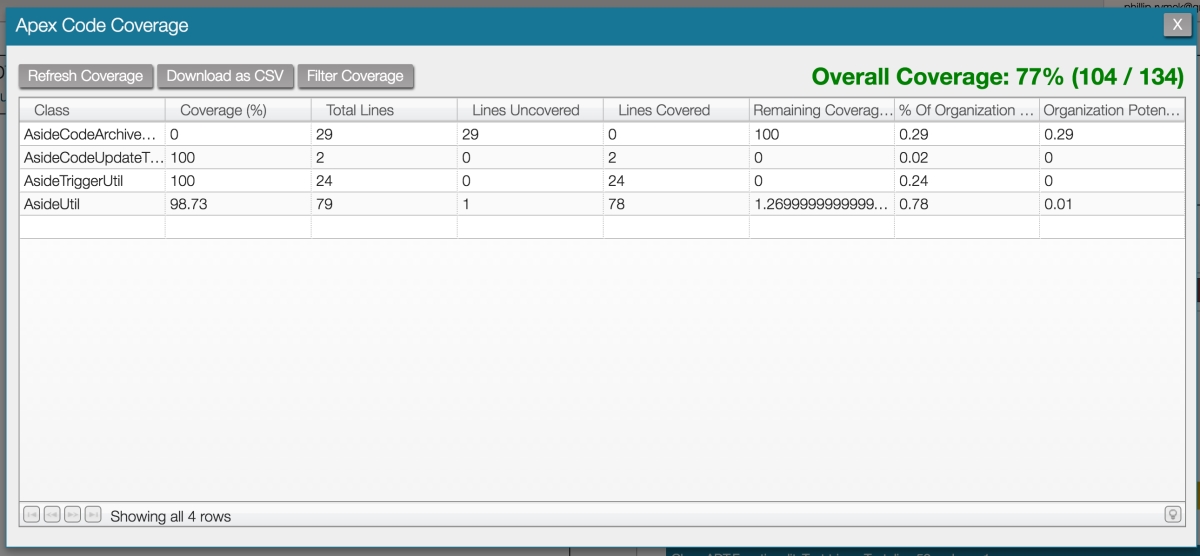 Apex Code Coverage
X
Refresh Coverage Download as CSV Filter Coverage Overall Coverage: 77% (104 / 134)
Class Coverage (%) Total Lines Lines Uncovered Lines Covered Remaining Coverag... % Of Organization ... Organization Poten...
AsideCodeArchive... 0 29 29 0 100 0.29 0.29
AsideCodeUpdateT... 100 2 0 2 0 0.02 0
AsideTriggerUtil 100 24 0 24 0 0.24 0
AsideUtil 98.73 79 1 78 1.2699999999999... 0.78 0.01
Showing all 4 rows